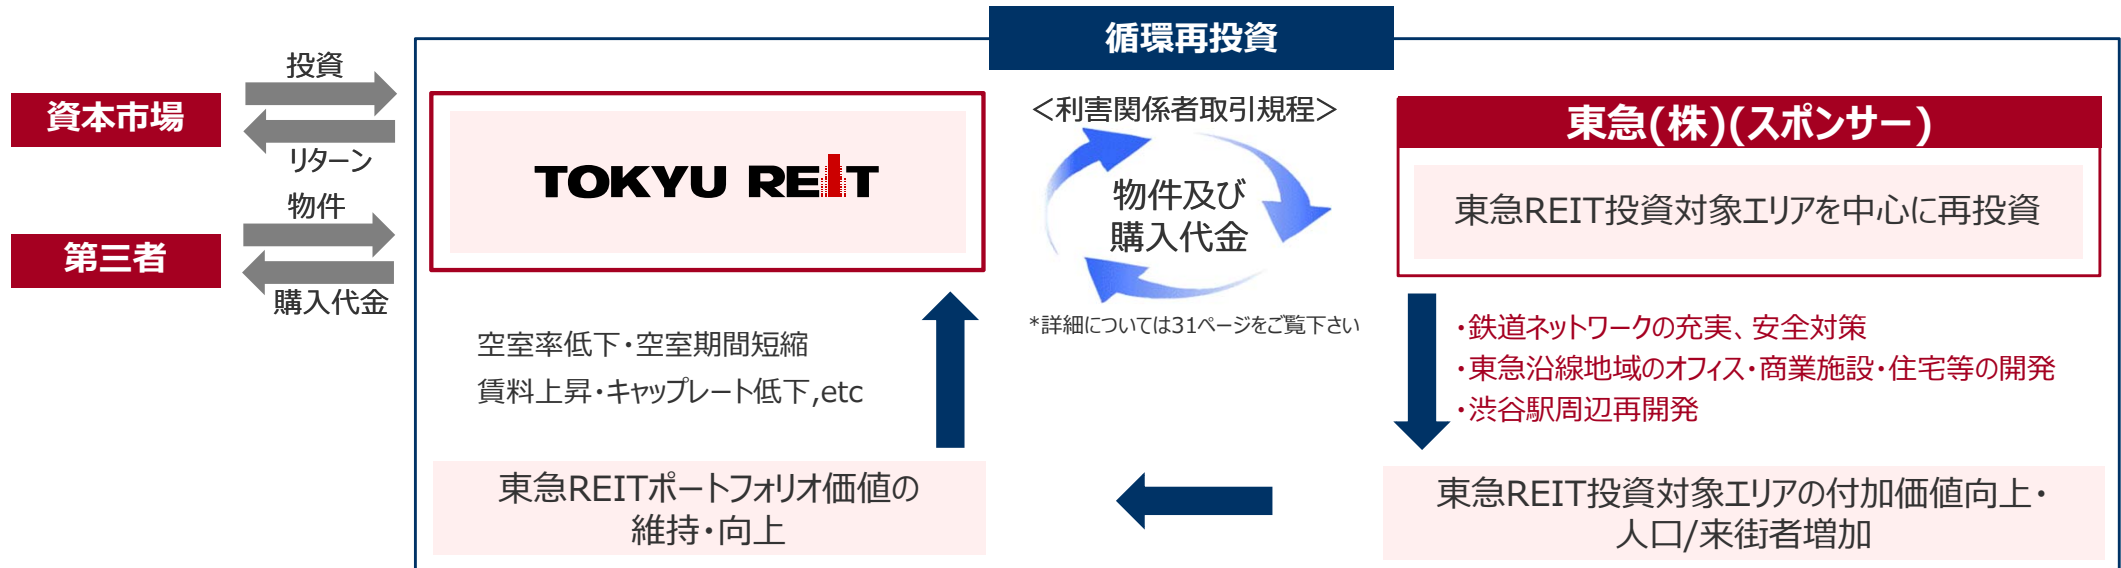 循環再投資
投資
資本市場
リターン
物件
第三者
購入代金
TOKYU REIT
<利害関係者取引規程>
物件及び
購入代金
*詳細については31ページをご覧下さい
東急(株)(スポンサー)
東急REIT投資対象エリアを中心に再投資
・鉄道ネットワークの充実、安全対策
・東急沿線地域のオフィス・商業施設・住宅等の開発
・渋谷駅周辺再開発
空室率低下・空室期間短縮
賃料上昇・キャップレート低下,etc
東急REITポートフォリオ価値の
維持・向上
東急REIT投資対象エリアの付加価値向上・
人口/来街者増加